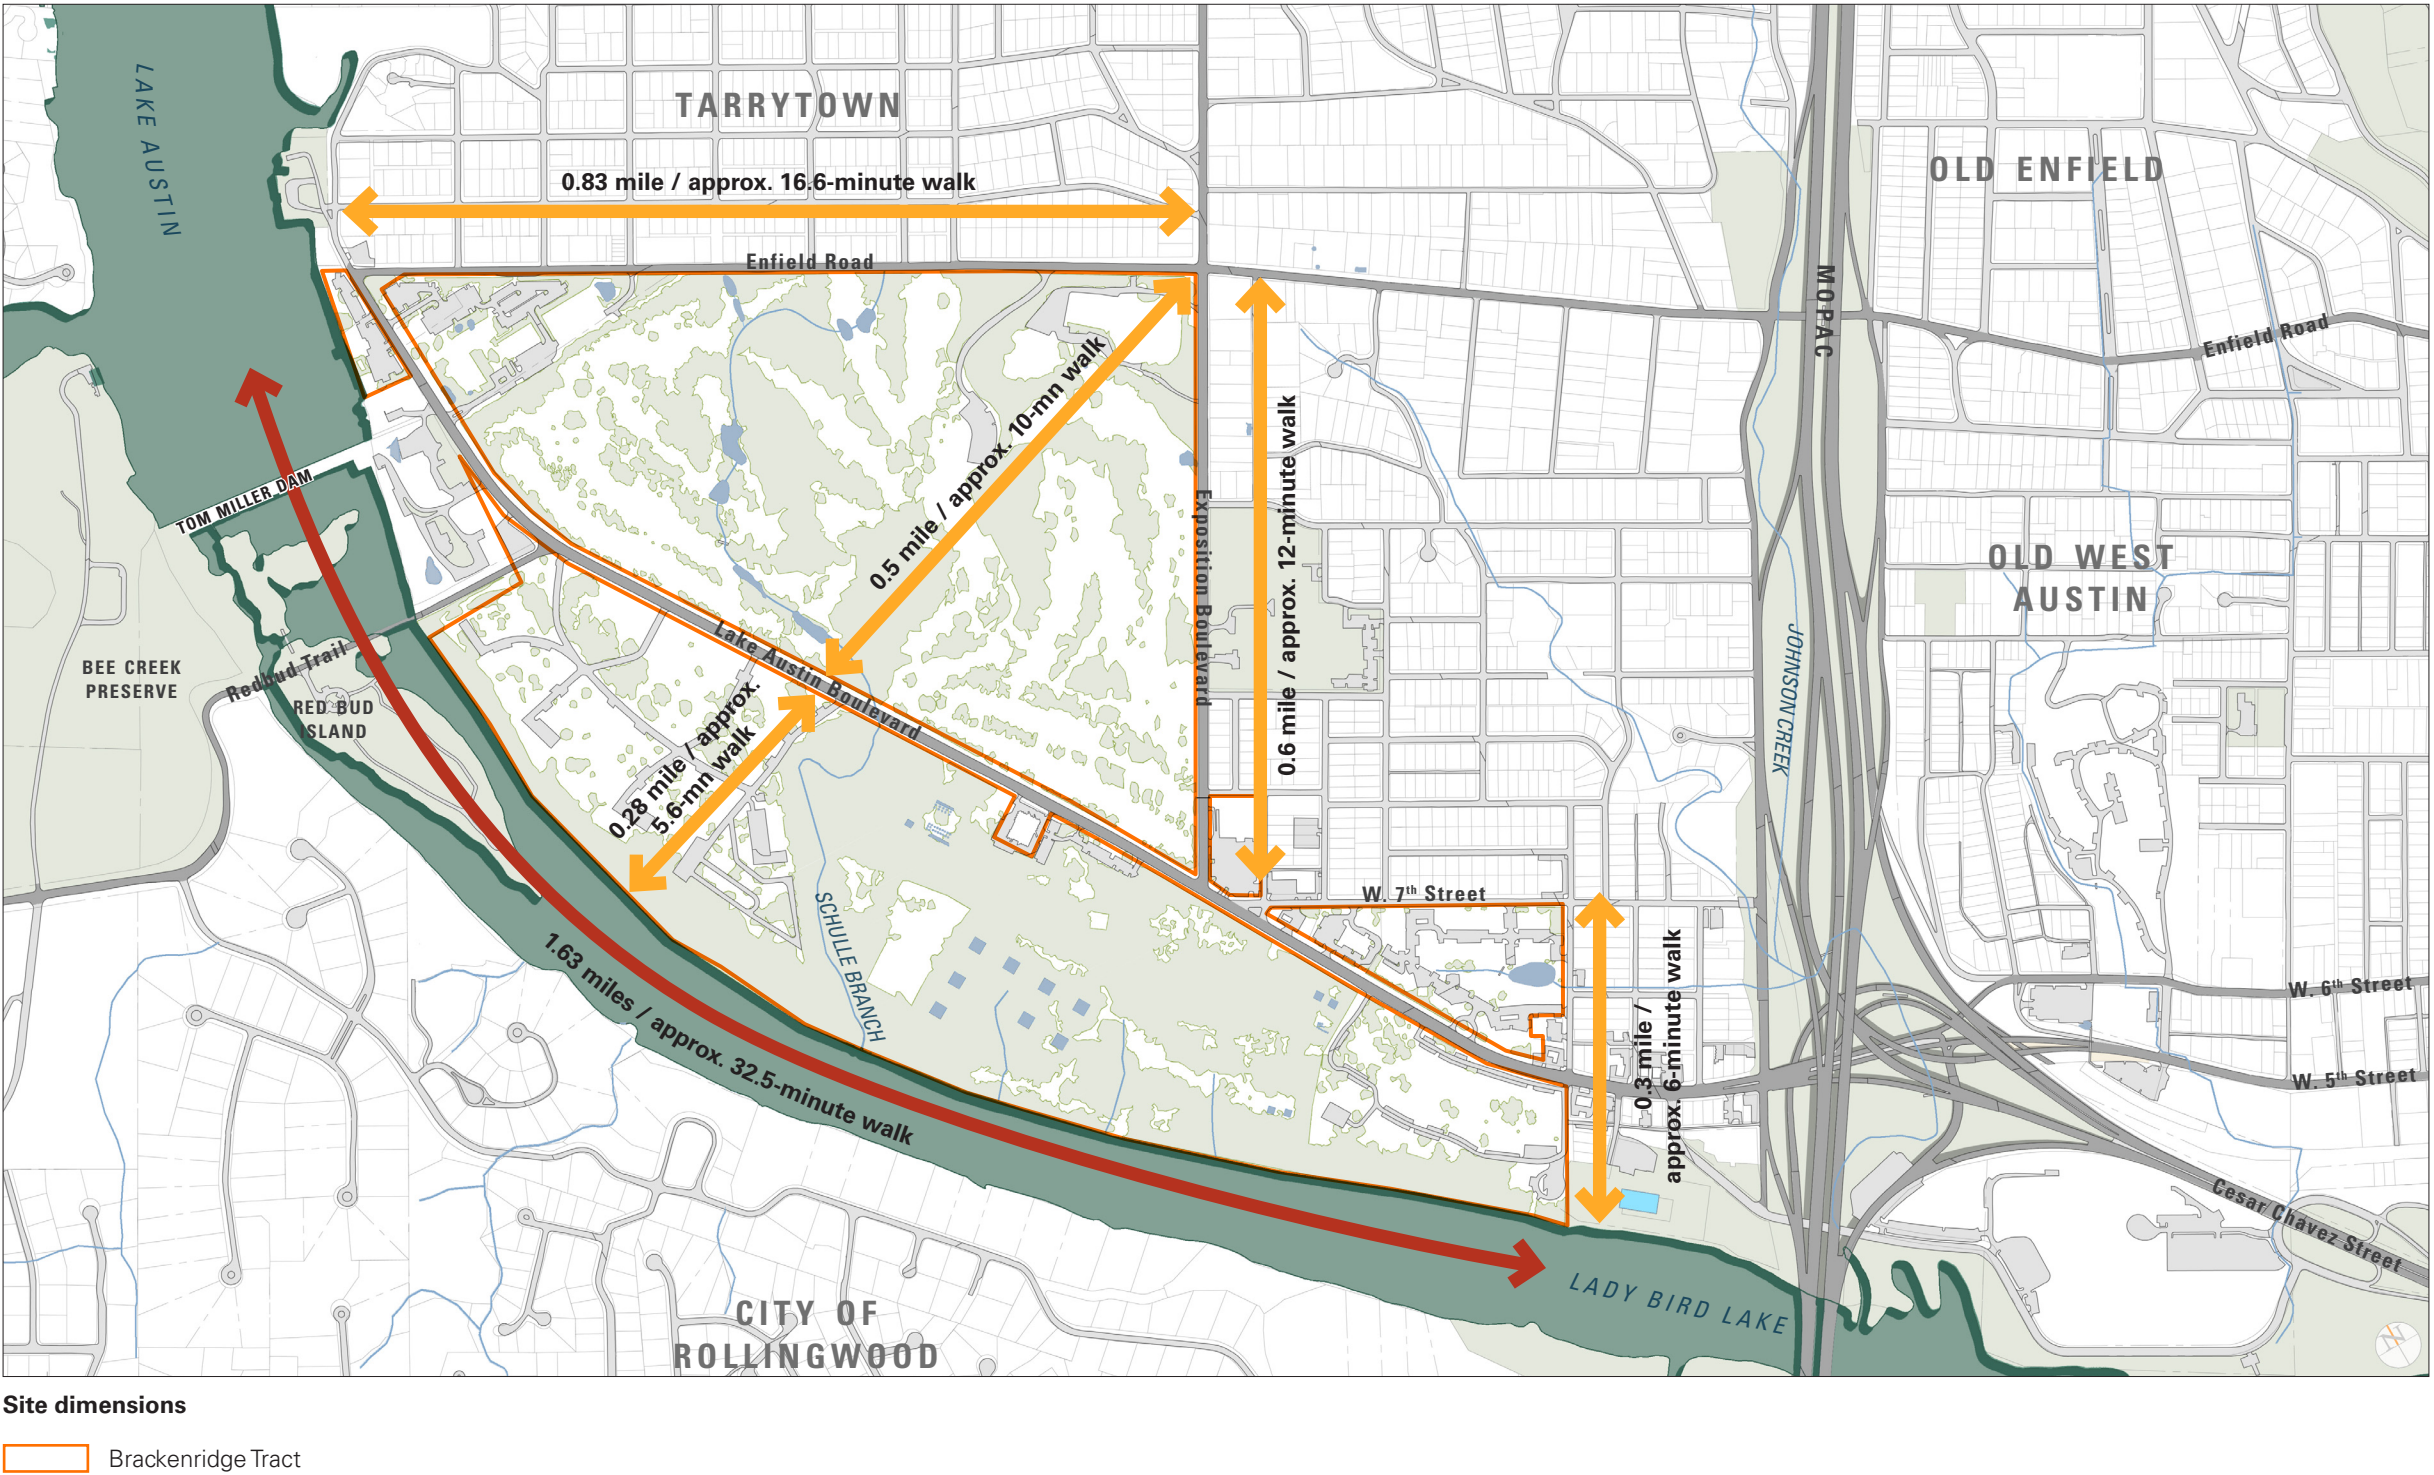 LAKE AUSTIN
TARRYTOWN
OLD ENFIELD
0.83 mile / approx. 16.6-minute walk
Enfield Road
MOPAC
Enfield Road
0.5 mile / approx. 10-mn walk
0.6 mile / approx. 12-minute walk
Exposition Boulevard
TOM MILLER DAM
OLD WEST
AUSTIN
JOHNSON CREEK
BEE CREEK
PRESERVE
Redbud Trail
RED BUD
ISLAND
Lake Austin Boulevard
0.28 mile / approx.
5.6-mn walk
SCHULLE BRANCH
W. 7th Street
1.63 miles / approx. 32.5-minute walk
0.3 mile /
approx. 6-minute walk
W. 6th Street
W. 5th Street
Cesar Chavez Street
LADY BIRD LAKE
CITY OF
ROLLINGWOOD
N
Site dimensions
Brackenridge Tract